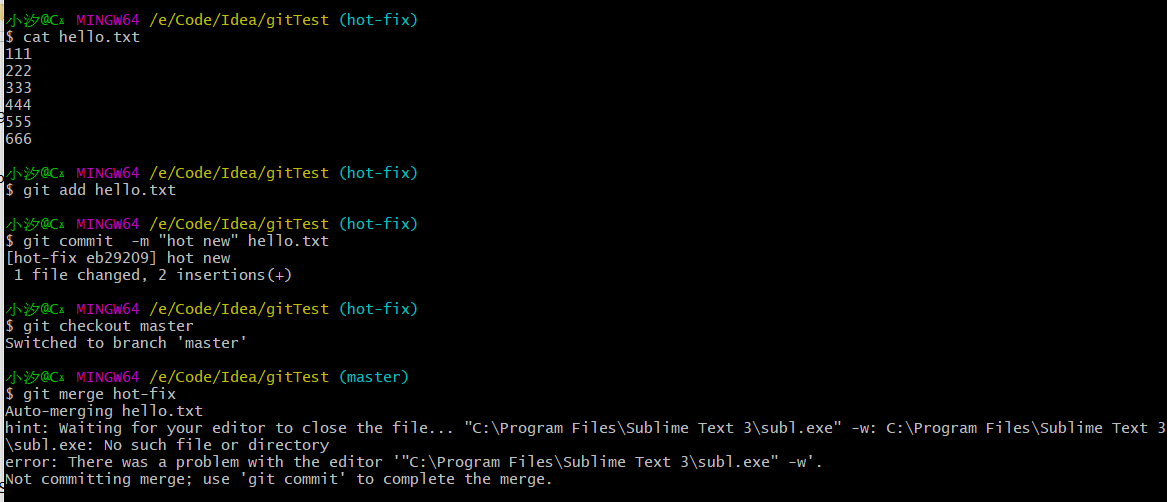 小汐@C MINGW64 /e/Code/Idea/gitTest (hot-fix)
$ cat hello.txt
111
222
333
444
555
666
小汐@C MINGW64 /e/Code/Idea/gitTest (hot-fix)
$ git add hello.txt
小汐@C MINGW64 /e/Code/Idea/gitTest (hot-fix)
$ git commit  -m "hot new" hello.txt
[hot-fix eb29209] hot new
 1 file changed, 2 insertions(+)
小汐@C MINGW64 /e/Code/Idea/gitTest (hot-fix)
$ git checkout master
Switched to branch 'master'
小汐@C MINGW64 /e/Code/Idea/gitTest (master)
$ git merge hot-fix
Auto-merging hello.txt
hint: Waiting for your editor to close the file... "C:\Program Files\Sublime Text 3\subl.exe" -w: C:\Program Files\Sublime Text 3
\subl.exe: No such file or directory
error: There was a problem with the editor '"C:\Program Files\Sublime Text 3\subl.exe" -w'.
Not committing merge; use 'git commit' to complete the merge.